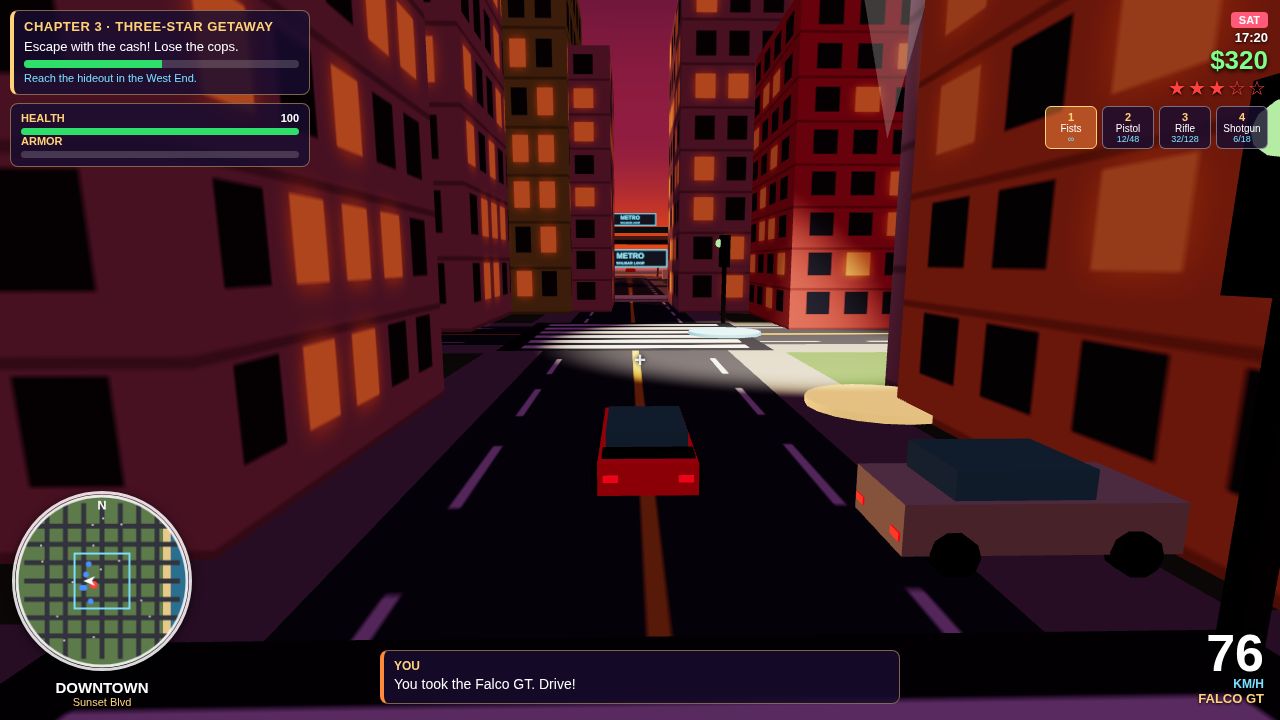 CHAPTER 3 · THREE-STAR GETAWAY
Escape with the cash! Lose the cops.
Reach the hideout in the West End.
HEALTH 100
ARMOR
SAT
17:20
$320
★★★☆☆
1 2 3 4
Fists Pistol Rifle Shotgun
∞ 12/48 32/128 6/18
METRO
METRO
N
DOWNTOWN
Sunset Blvd
YOU
You took the Falco GT. Drive!
76
KM/H
FALCO GT